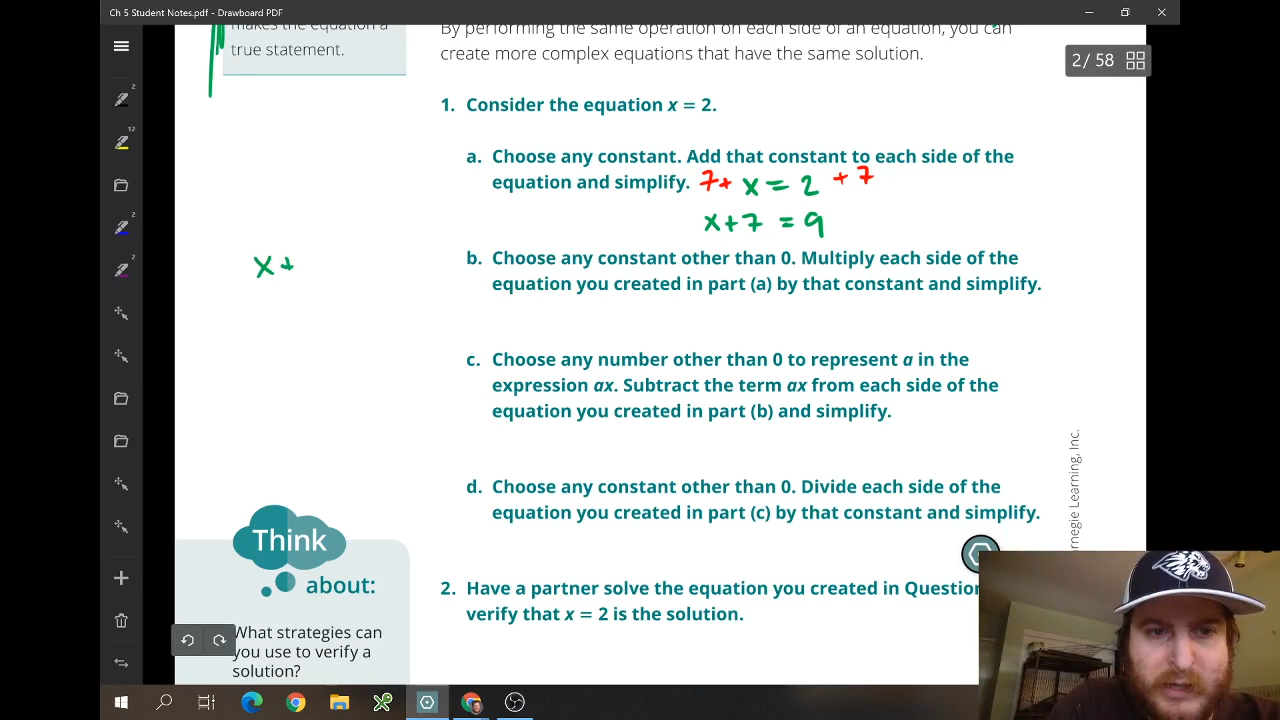 Ch 5 Student Notes.pdf - Drawboard PDF
makes the equation a
true statement.
By performing the same operation on each side of an equation, you can
create more complex equations that have the same solution.
2 / 58
1. Consider the equation x = 2.
a. Choose any constant. Add that constant to each side of the
equation and simplify. 7+ x = 2 +7
x+7 = 9
x+
b. Choose any constant other than 0. Multiply each side of the
equation you created in part (a) by that constant and simplify.
c. Choose any number other than 0 to represent a in the
expression ax. Subtract the term ax from each side of the
equation you created in part (b) and simplify.
d. Choose any constant other than 0. Divide each side of the
equation you created in part (c) by that constant and simplify.
2. Have a partner solve the equation you created in Question
verify that x = 2 is the solution.
Think
about:
What strategies can
you use to verify a
solution?
Learning, Inc.
2
12
2
2